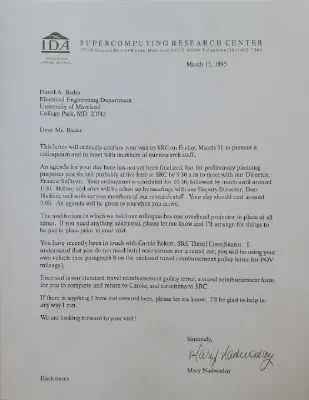 IDA
SUPERCOMPUTING RESEARCH CENTER
March 15, 1995
David A. Bader
Electrical Engineering Department
University of Maryland
College Park, MD 20742
Dear Mr. Bader:
This letter will satisfy confirm your visit to SRC on Friday, March 31 to present a
colloquium and to meet with members of our research staff.
An agenda for your day here has not yet been finalized, but for preliminary planning
purposes you should probably arrive here at SRC by 9:30 a.m. to meet with our Director,
Francis Sullivan. Your colloquium is scheduled for 10:30, followed by lunch until around
1:30. Before and after will be taken up by meetings with our Deputy Director, Dan
and with various members of our research staff. Your day should end around
5:00. An agenda will be given to you when you arrive.
The auditorium in which we hold our colloquia has one overhead projector in place at all
times. If you need anything additional, please let me know and I'll arrange for things to
be put in place prior to your visit.
You have recently been in touch with Carole SRC Travel Coordinator. I
understand that you do not need hotel reservations or a rental car, you will be using your
own vehicle (see paragraph 8 on the enclosed travel reimbursement policy letter for POV
mileage).
Enclosed is our standard travel reimbursement policy letter, a travel reimbursement form
for you to complete and return to Carole, and directions to SRC.
If there is anything I have not covered here, please let me know. I'll be glad to help in
any way I can.
We are looking forward to your visit!
Sincerely,
Mary Nadwodny
Mary Nadwodny
Enclosures